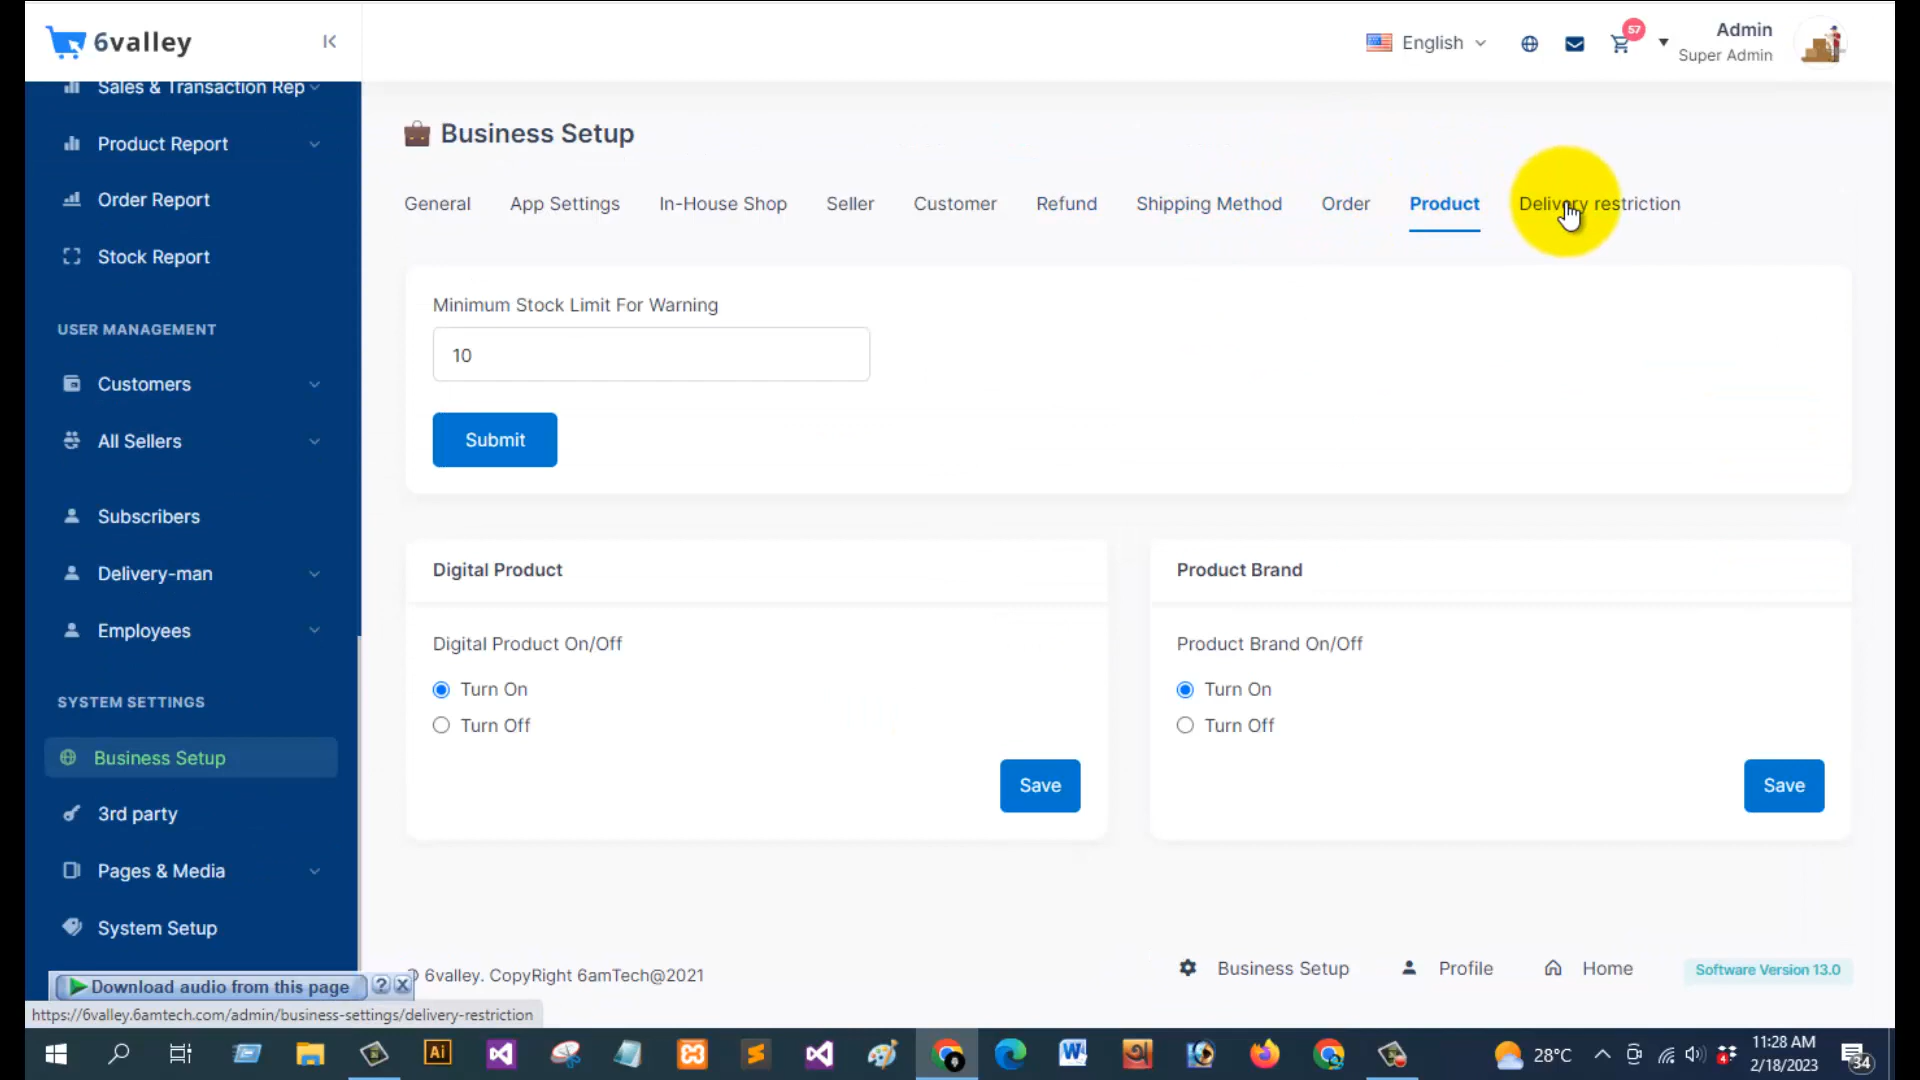 6valley
English
57
Admin
Super Admin
Sales & Transaction Rep
Product Report
Order Report
Stock Report
USER MANAGEMENT
Customers
All Sellers
Subscribers
Delivery-man
Employees
SYSTEM SETTINGS
Business Setup
3rd party
Pages & Media
System Setup
Business Setup
General App Settings In-House Shop Seller Customer Refund Shipping Method Order Product Delivery restriction
Minimum Stock Limit For Warning
10
Submit
Digital Product
Digital Product On/Off
Turn On
Turn Off
Save
Product Brand
Product Brand On/Off
Turn On
Turn Off
Save
© 6valley. CopyRight 6amTech@2021
Business Setup Profile Home Software Version 13.0
Download audio from this page ? X
https://6valley.6amtech.com/admin/business-settings/delivery-restriction
Ai
W
28°C
4
11:28 AM
2/18/2023
34